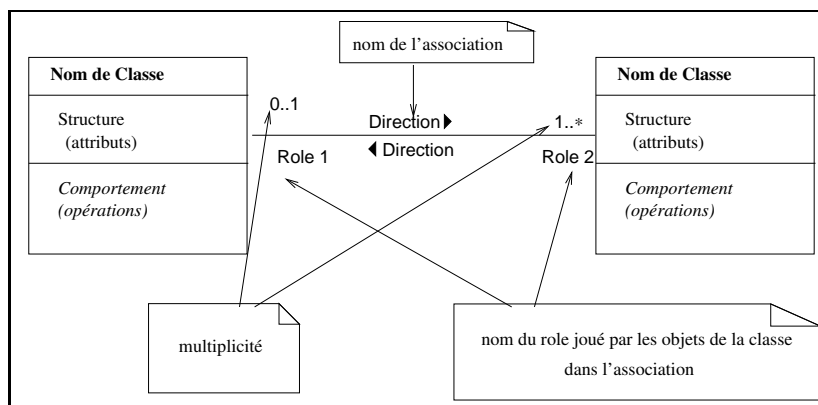 nom de l'association
Nom de Classe
Structure
(attributs)
Comportement
(opérations)
0..1
Direction ▶
1..*
◀ Direction
Role 1
Role 2
Nom de Classe
Structure
(attributs)
Comportement
(opérations)
multiplicité
nom du role joué par les objets de la classe
dans l'association